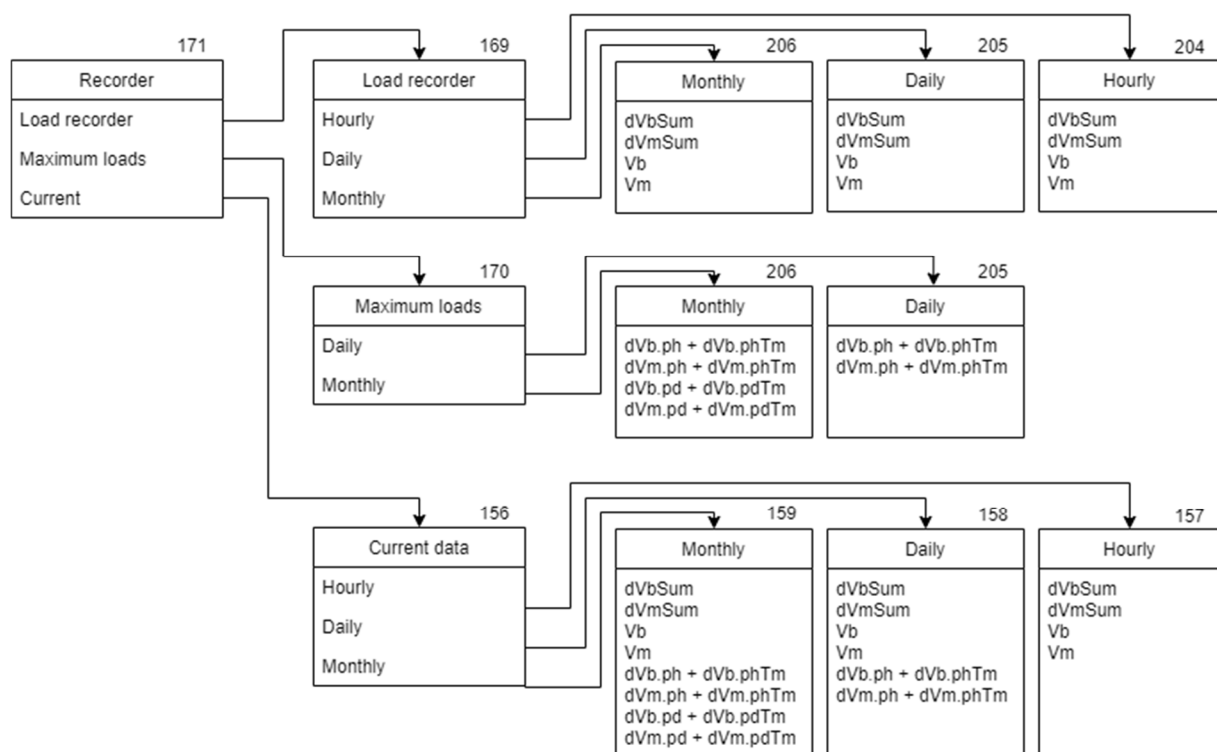 171
Recorder
Load recorder
Maximum loads
Current
169
Load recorder
Hourly
Daily
Monthly
206
Monthly
dVbSum
dVmSum
Vb
Vm
205
Daily
dVbSum
dVmSum
Vb
Vm
204
Hourly
dVbSum
dVmSum
Vb
Vm
170
Maximum loads
Daily
Monthly
206
Monthly
dVb.ph + dVb.phTm
dVm.ph + dVm.phTm
dVb.pd + dVb.pdTm
dVm.pd + dVm.pdTm
205
Daily
dVb.ph + dVb.phTm
dVm.ph + dVm.phTm
156
Current data
Hourly
Daily
Monthly
159
Monthly
dVbSum
dVmSum
Vb
Vm
dVb.ph + dVb.phTm
dVm.ph + dVm.phTm
dVb.pd + dVb.pdTm
dVm.pd + dVm.pdTm
158
Daily
dVbSum
dVmSum
Vb
Vm
dVb.ph + dVb.phTm
dVm.ph + dVm.phTm
157
Hourly
dVbSum
dVmSum
Vb
Vm